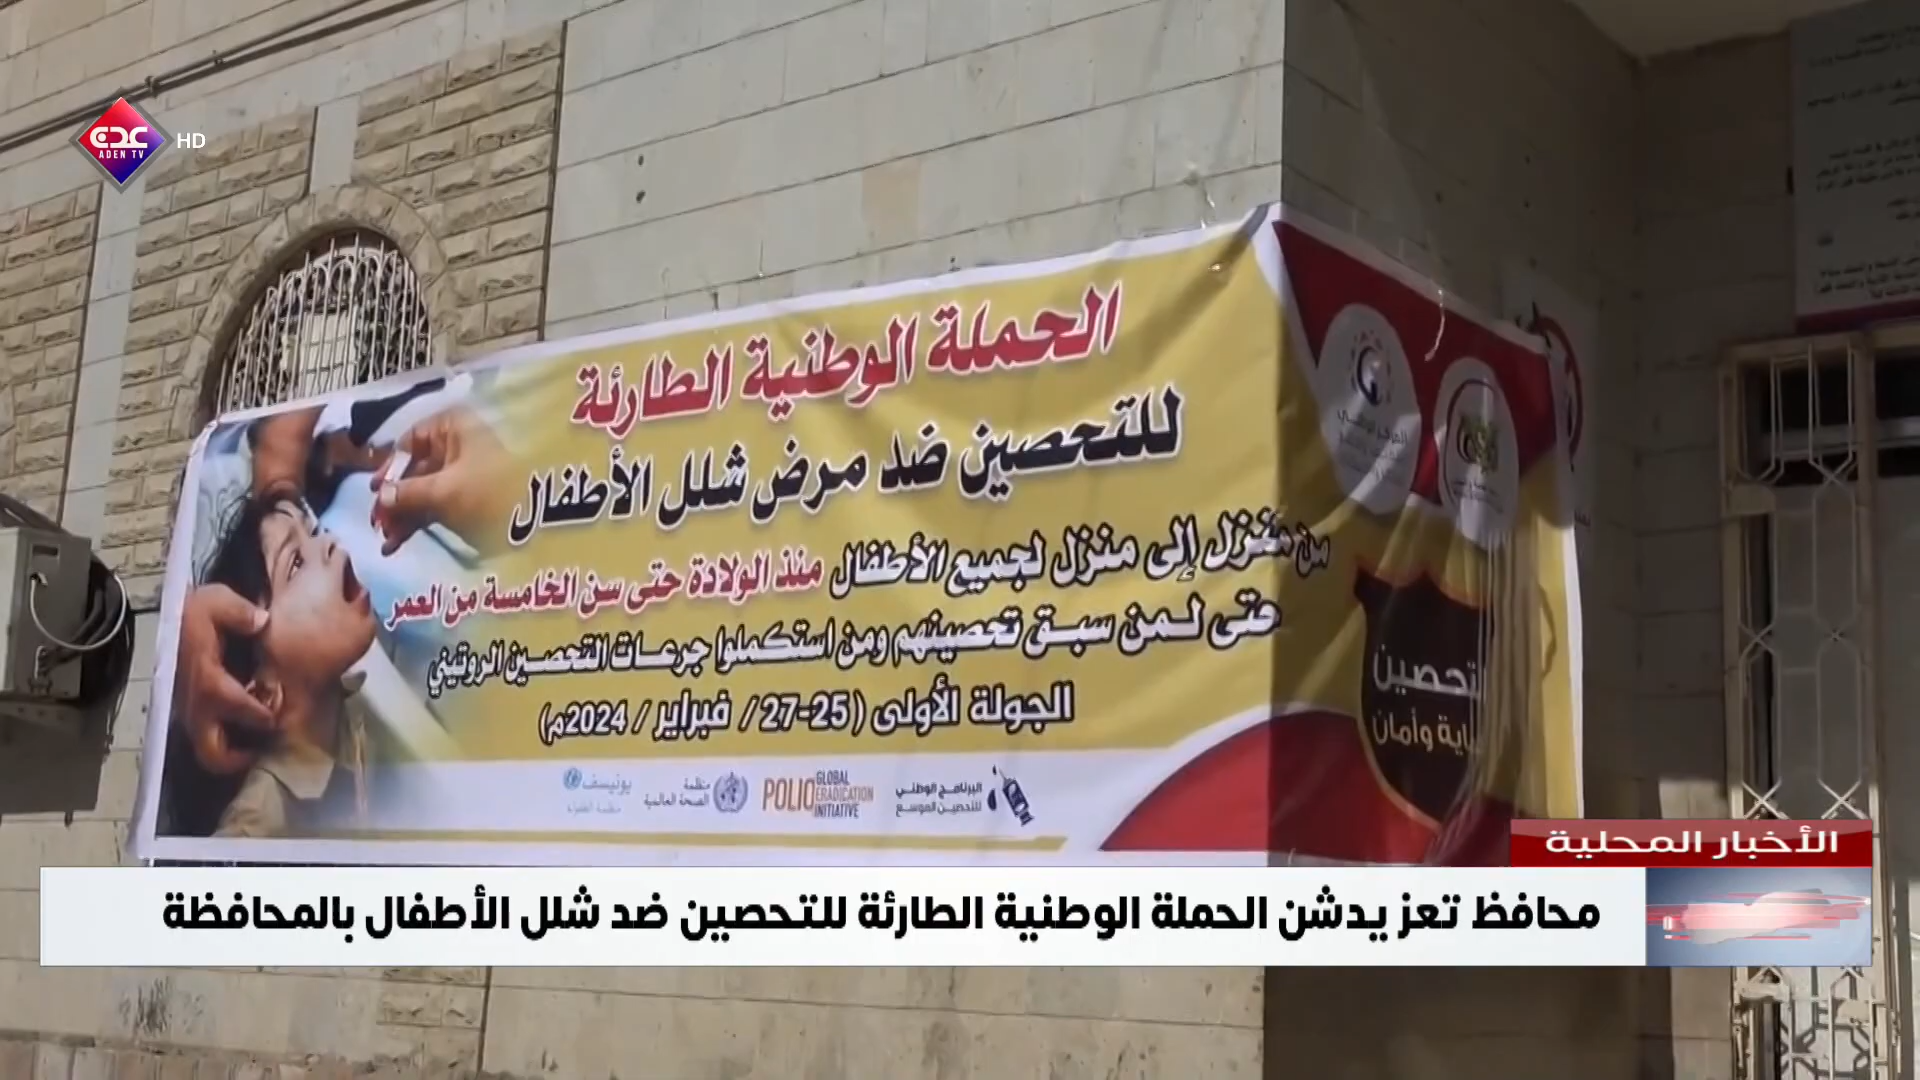 عدن
ADEN TV
HD
الحملة الوطنية الطارئة
للتحصين ضد مرض شلل الأطفال
من منزل إلى منزل لجميع الأطفال منذ الولادة حتى سن الخامسة من العمر
حتى لمن سبق تحصينهم ومن استكملوا جرعات التحصين الروتيني
الجولة الأولى (25-27/ فبراير / 2024م)
البرنامج الوطني
للتحصين الموسع
POLIO GLOBAL
ERADICATION
INITIATIVE
منظمة
الصحة العالمية
يونيسف
التحصين
وأمان
الأخبار المحلية
محافظ تعز يدشن الحملة الوطنية الطارئة للتحصين ضد شلل الأطفال بالمحافظة